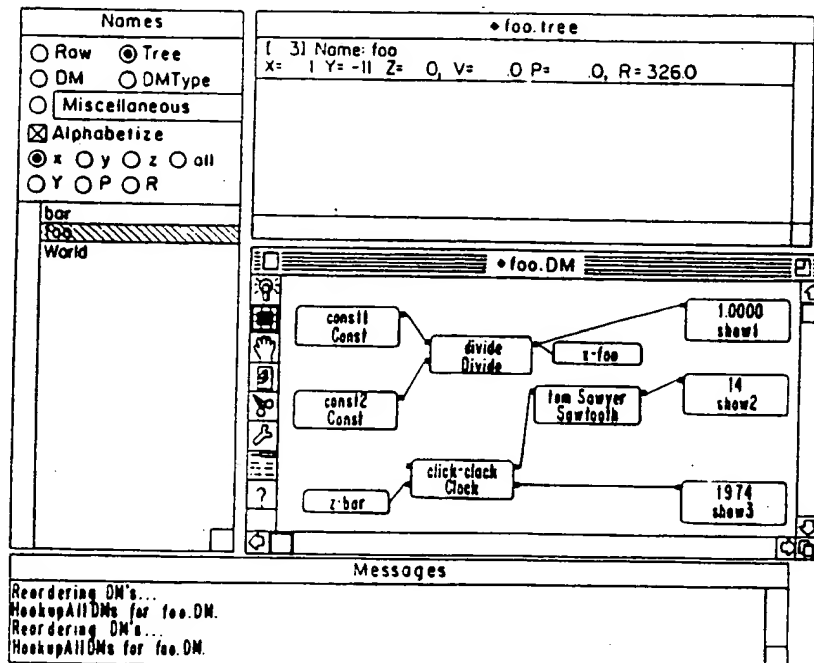 Names
Raw Tree
DM DMType
Miscellaneous
Alphabetize
x y z all
Y P R
bar
foo
World
foo.tree
[ 3] Name: foo
X= 1 Y= -11 Z= 0, V= .0 P= .0, R= 326.0
foo.DM
const1
Const
divide
Divide
1.0000
show1
x-foo
const2
Const
tom Sawyer
Sawtooth
14
show2
click-clack
Clock
z-bar
1974
show3
?
Messages
Reordering DM's...
HookupAllDMs for foo.DM.
Reordering DM's...
HookupAllDMs for foo.DM.